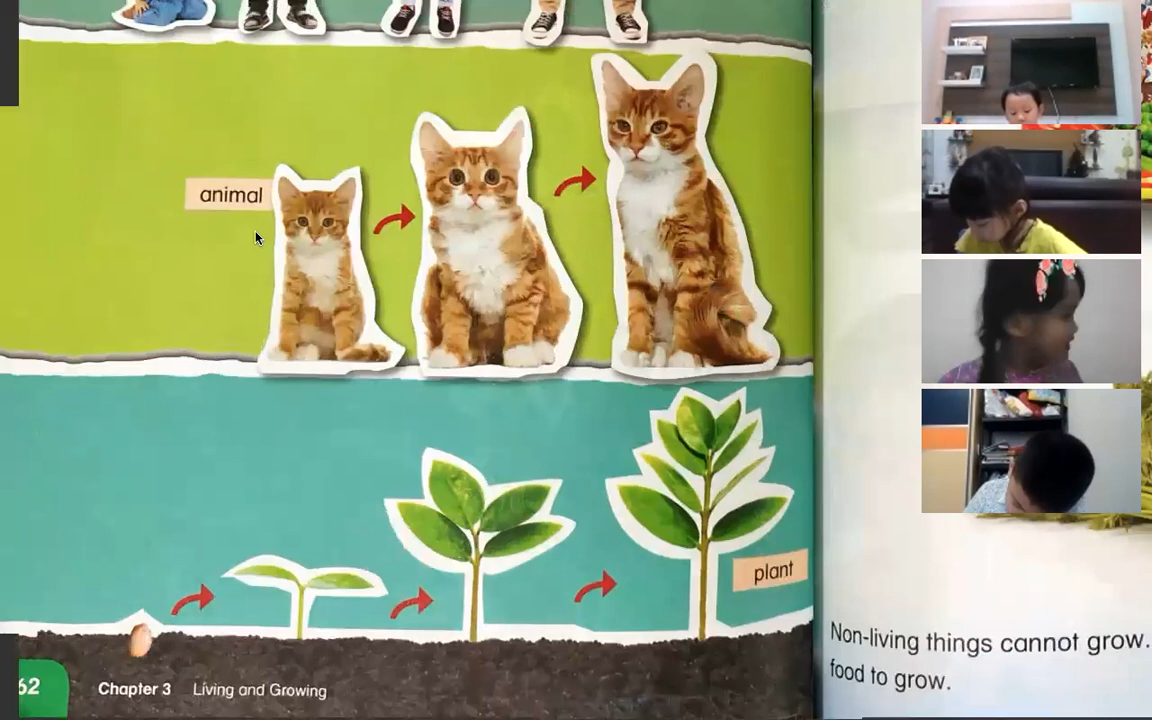 animal
plant
62
Chapter 3 Living and Growing
Non-living things cannot grow.
food to grow.